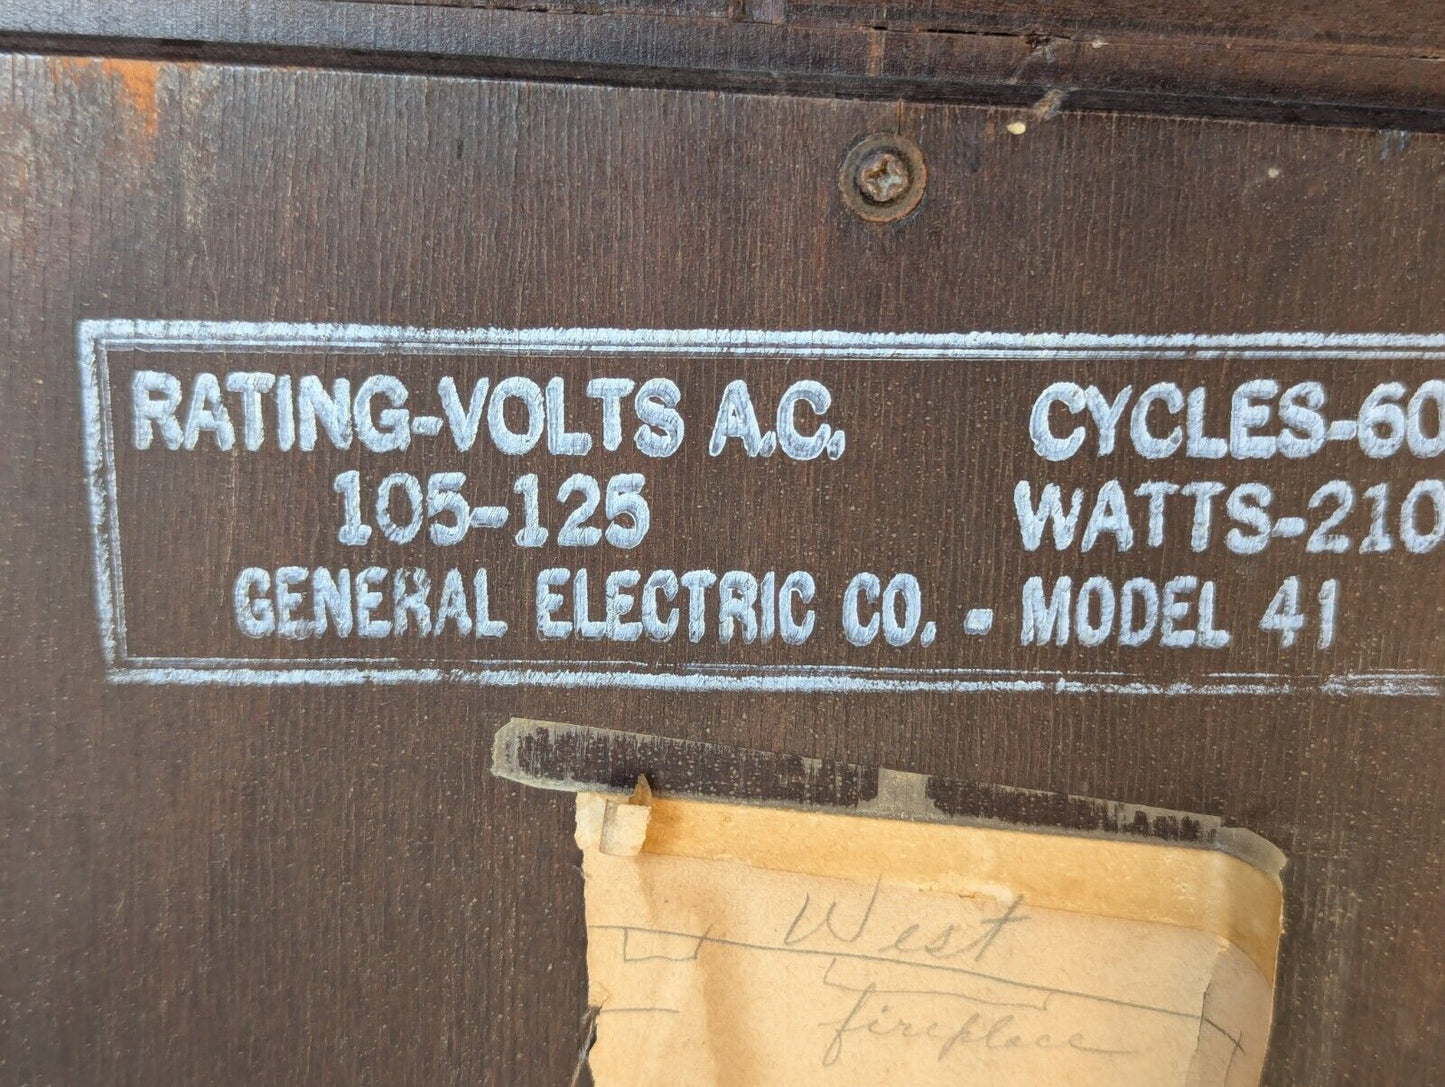 RATING-VOLTS A.C. CYCLES-60
105-125 WATTS-210
GENERAL ELECTRIC CO. - MODEL 41
West
fireplace